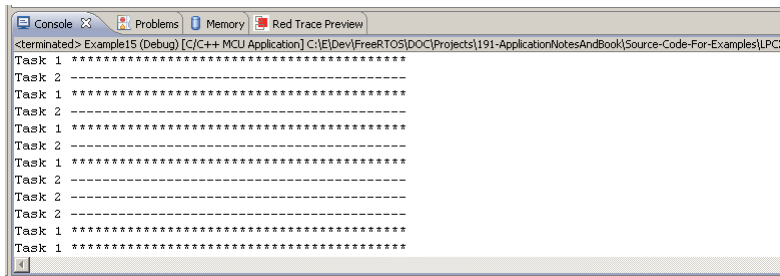 Console Problems Memory Red Trace Preview
<terminated> Example15 (Debug) [C/C++ MCU Application] C:\E\Dev\FreeRTOS\DOC\Projects\191-ApplicationNotesAndBook\Source-Code-For-Examples\LPC
Task 1 ******************************************
Task 2 ------------------------------------------
Task 1 ******************************************
Task 2 ------------------------------------------
Task 1 ******************************************
Task 2 ------------------------------------------
Task 1 ******************************************
Task 2 ------------------------------------------
Task 2 ------------------------------------------
Task 2 ------------------------------------------
Task 1 ******************************************
Task 1 ******************************************